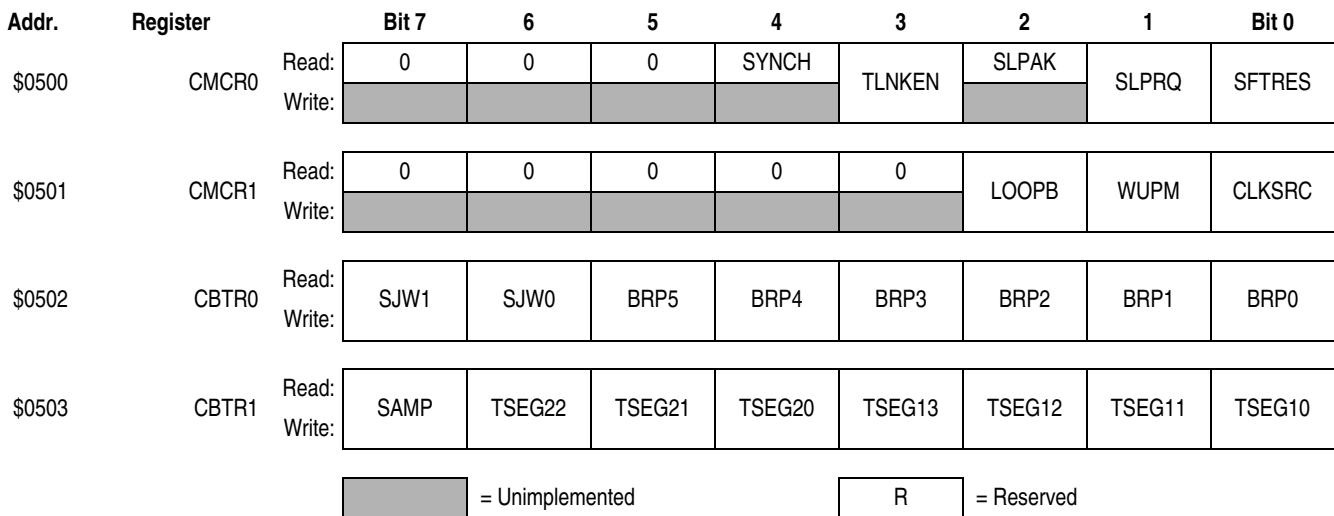 Addr. Register Bit 7 6 5 4 3 2 1 Bit 0
$0500 CMCR0 Read: 0 0 0 SYNCH TLNKEN SLPAK SLPRQ SFTRES
Write:
$0501 CMCR1 Read: 0 0 0 0 0 LOOPB WUPM CLKSRC
Write:
$0502 CBTR0 Read: SJW1 SJW0 BRP5 BRP4 BRP3 BRP2 BRP1 BRP0
Write:
$0503 CBTR1 Read: SAMP TSEG22 TSEG21 TSEG20 TSEG13 TSEG12 TSEG11 TSEG10
Write:
= Unimplemented R = Reserved